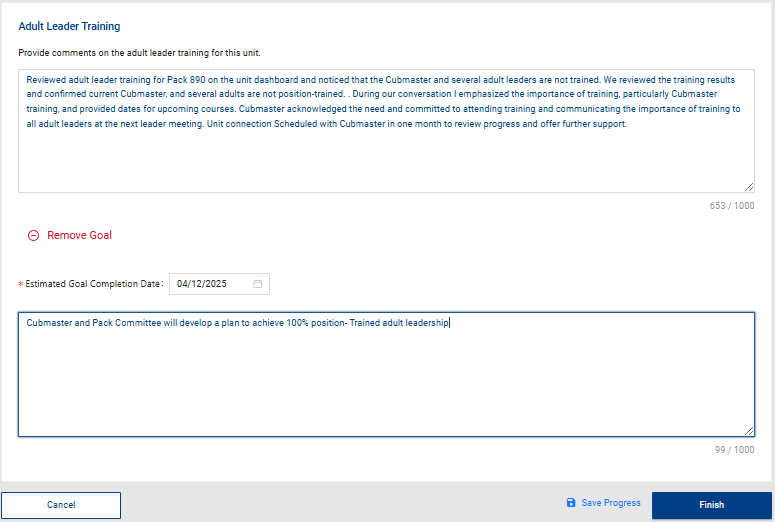 Adult Leader Training
Provide comments on the adult leader training for this unit.
Reviewed adult leader training for Pack 890 on the unit dashboard and noticed that the Cubmaster and several adult leaders are not trained. We reviewed the training results
and confirmed current Cubmaster, and several adults are not position-trained. . During our conversation I emphasized the importance of training, particularly Cubmaster
training, and provided dates for upcoming courses. Cubmaster acknowledged the need and committed to attending training and communicating the importance of training to
all adult leaders at the next leader meeting. Unit connection Scheduled with Cubmaster in one month to review progress and offer further support.
653 / 1000
Remove Goal
* Estimated Goal Completion Date: 04/12/2025
Cubmaster and Pack Committee will develop a plan to achieve 100% position- Trained adult leadership
99 / 1000
Cancel Save Progress Finish